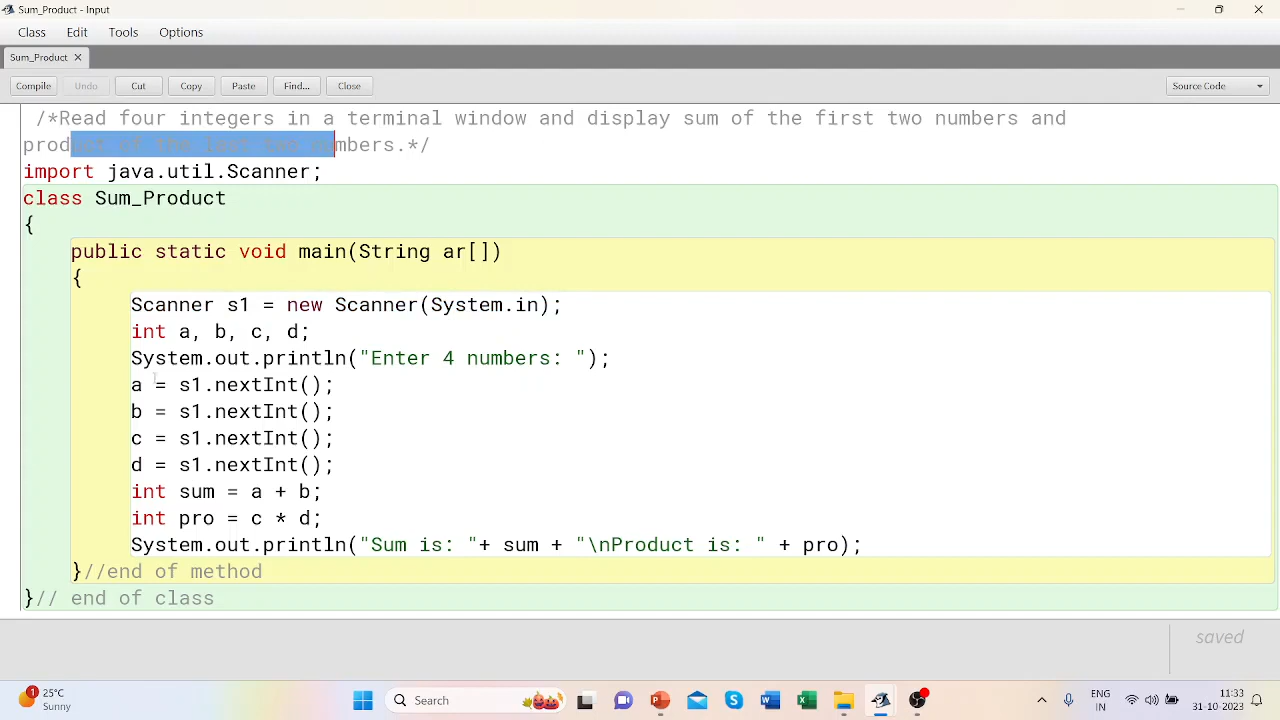 Sum_Product - Input
Class Edit Tools Options
Sum_Product
Compile Undo Cut Copy Paste Find... Close Source Code
/*Read four integers in a terminal window and display sum of the first two numbers and
product of the last two numbers.*/
import java.util.Scanner;
class Sum_Product
{
public static void main(String ar[])
{
Scanner s1 = new Scanner(System.in);
int a, b, c, d;
System.out.println("Enter 4 numbers: ");
a = s1.nextInt();
b = s1.nextInt();
c = s1.nextInt();
d = s1.nextInt();
int sum = a + b;
int pro = c * d;
System.out.println("Sum is: "+ sum + "\nProduct is: " + pro);
}//end of method
}// end of class
saved
1 25°C
Sunny
Search
ENG
IN
11:33
31-10-2023